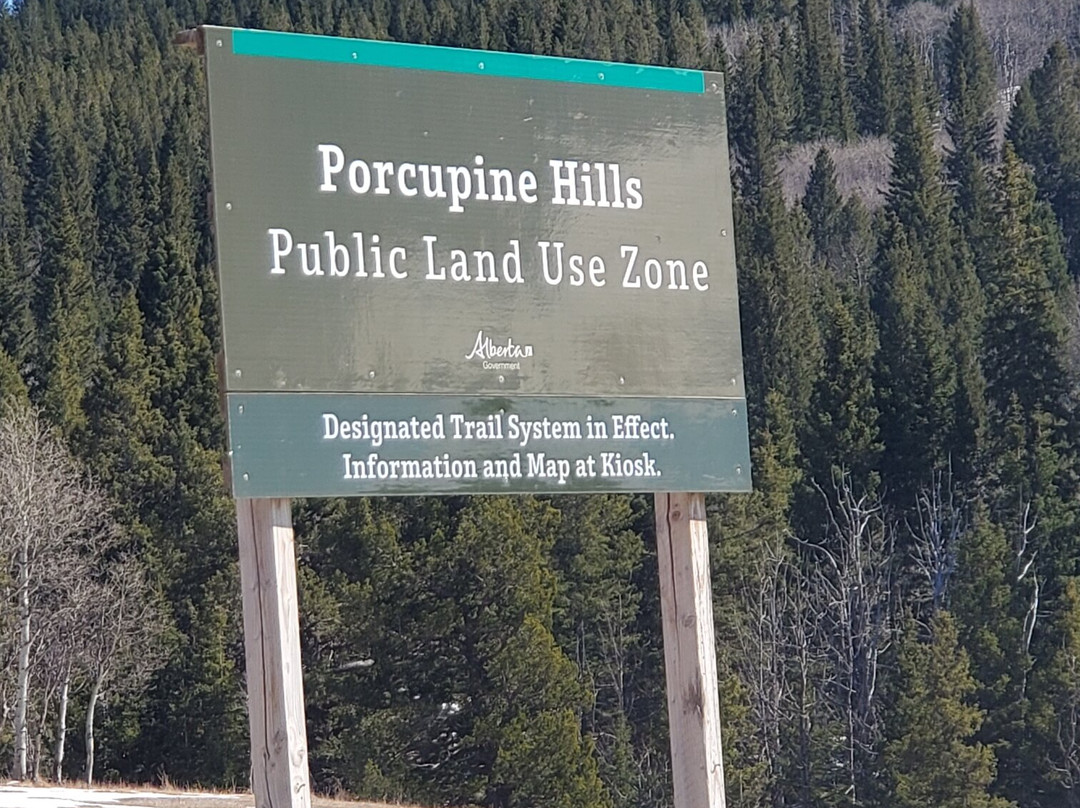 Porcupine Hills
Public Land Use Zone
Alberta
Government
Designated Trail System in Effect.
Information and Map at Kiosk.